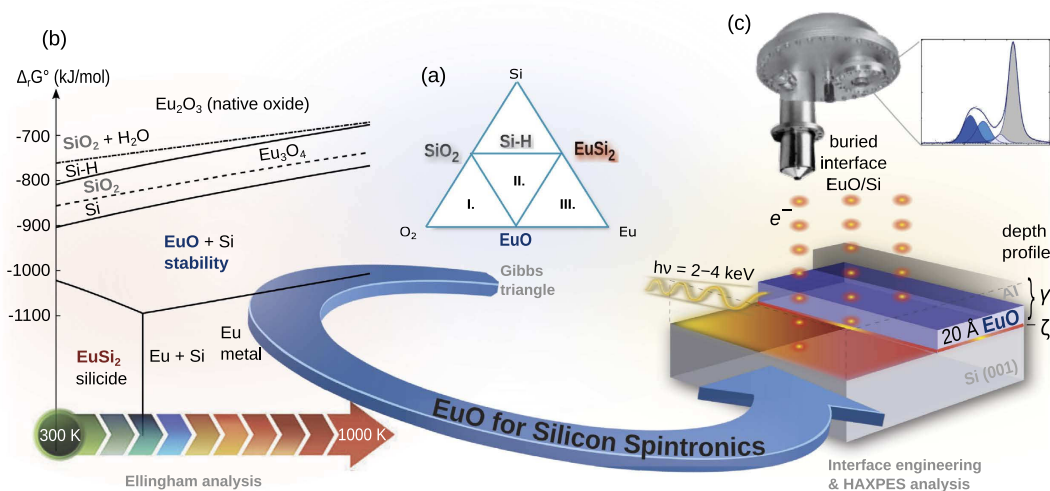 (b)
ΔrG° (kJ/mol)
-700
-800
-900
-1000
-1100
Eu2O3 (native oxide)
SiO2 + H2O
Si-H
Eu3O4
SiO2
Si
EuO + Si
stability
EuSi2
silicide
Eu + Si
Eu
metal
300 K
1000 K
Ellingham analysis
(a)
Si
SiO2
Si-H
EuSi2
I.
II.
III.
O2
EuO
Eu
Gibbs
triangle
EuO for Silicon Spintronics
(c)
buried
interface
EuO/Si
e−
hν = 2−4 keV
depth
profile
Al
γ
20 Å EuO
ζ
Si (001)
Interface engineering
& HAXPES analysis